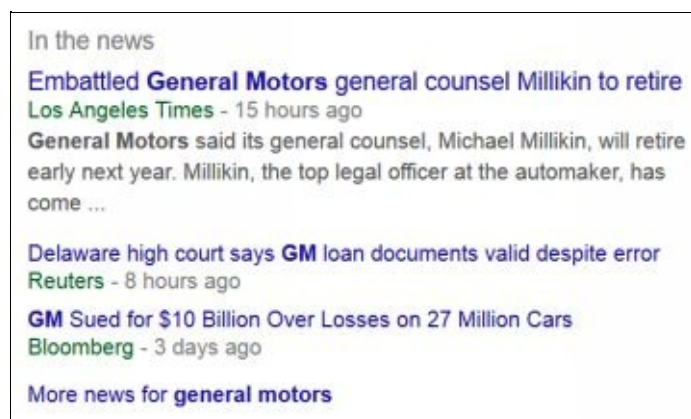 In the news
Embattled General Motors general counsel Millikin to retire
Los Angeles Times - 15 hours ago
General Motors said its general counsel, Michael Millikin, will retire
early next year. Millikin, the top legal officer at the automaker, has
come ...
Delaware high court says GM loan documents valid despite error
Reuters - 8 hours ago
GM Sued for $10 Billion Over Losses on 27 Million Cars
Bloomberg - 3 days ago
More news for general motors